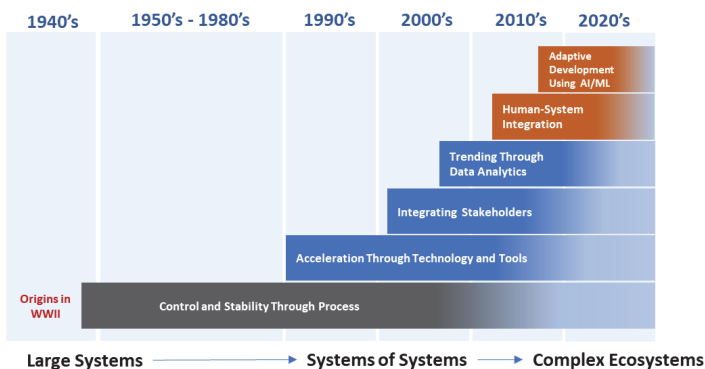 1940's 1950's - 1980's 1990's 2000's 2010's 2020's
Adaptive
Development
Using AI/ML
Human-System
Integration
Trending Through
Data Analytics
Integrating Stakeholders
Acceleration Through Technology and Tools
Origins in
WWII
Control and Stability Through Process
Large Systems Systems of Systems Complex Ecosystems